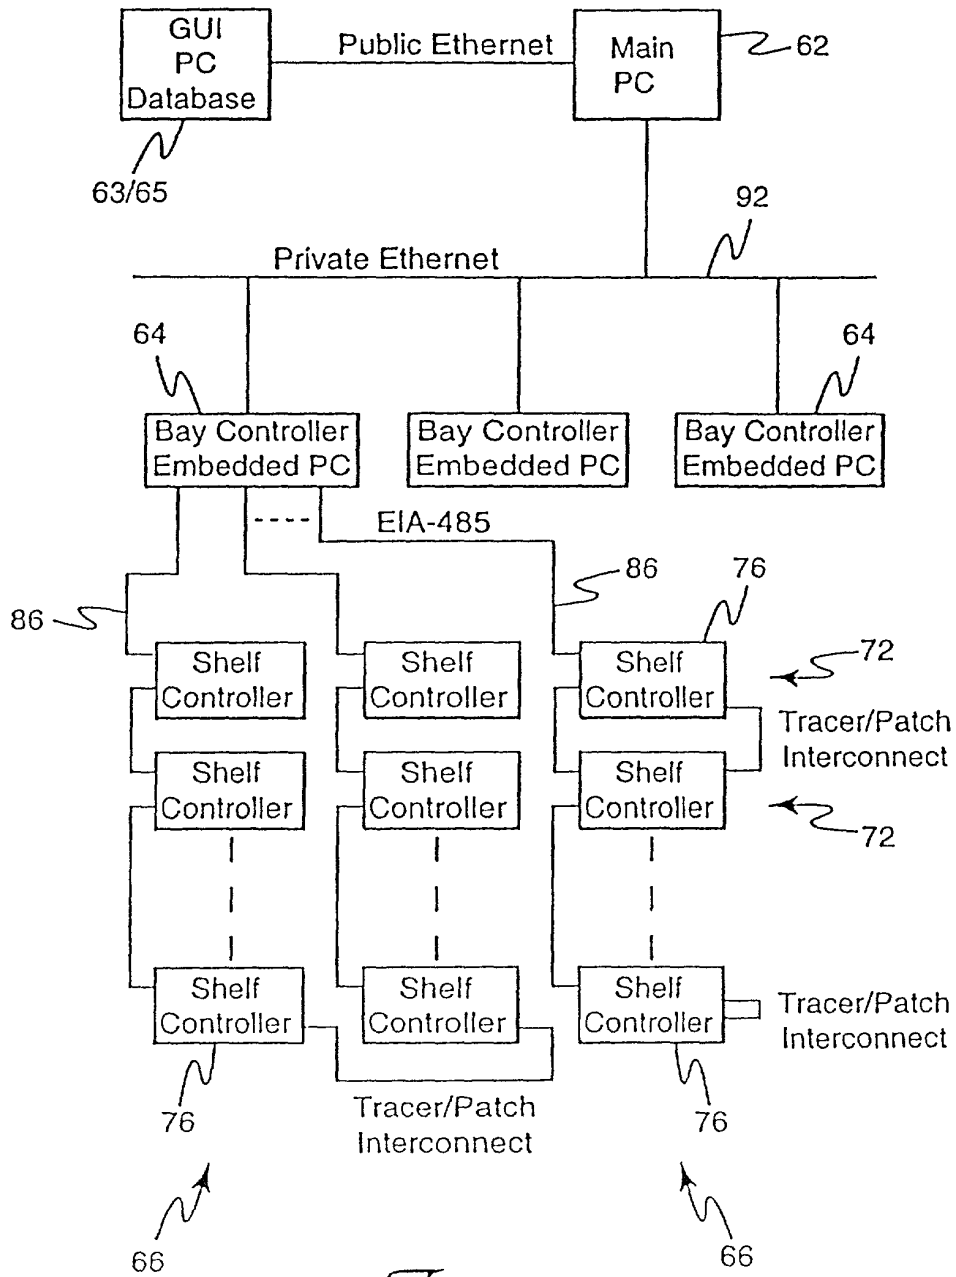 GUI
PC
Database
Public Ethernet
Main
PC
62
63/65
92
Private Ethernet
64
64
Bay Controller
Embedded PC
Bay Controller
Embedded PC
Bay Controller
Embedded PC
EIA-485
86
86
76
Shelf
Controller
Shelf
Controller
Shelf
Controller
72
Tracer/Patch
Interconnect
Shelf
Controller
Shelf
Controller
Shelf
Controller
72
Shelf
Controller
Shelf
Controller
Shelf
Controller
Tracer/Patch
Interconnect
76
Tracer/Patch
Interconnect
76
66
66